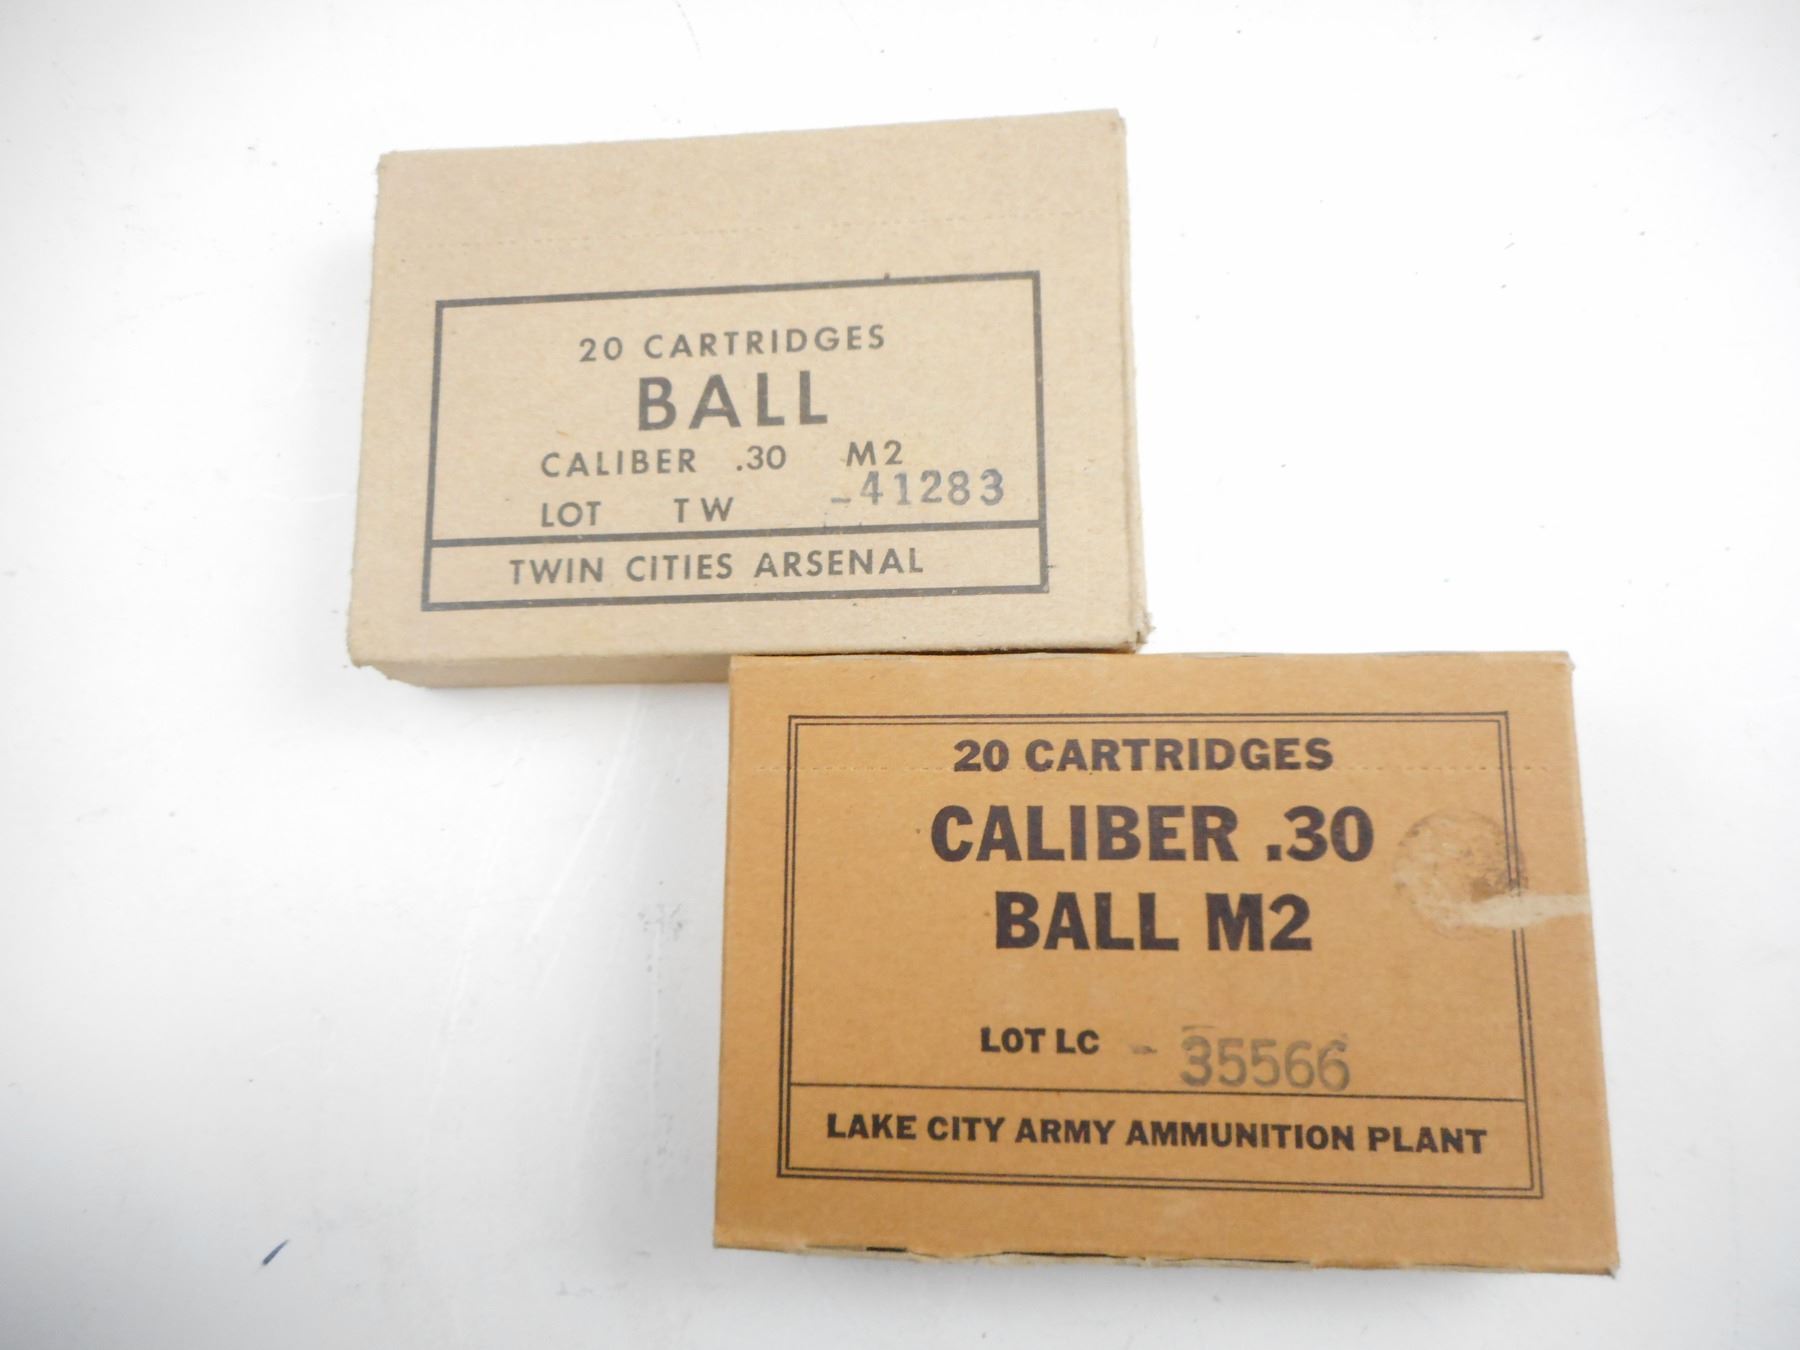 20 CARTRIDGES
BALL
CALIBER .30 M2
LOT TW -41283
TWIN CITIES ARSENAL
20 CARTRIDGES
CALIBER .30
BALL M2
LOT LC - 35566
LAKE CITY ARMY AMMUNITION PLANT